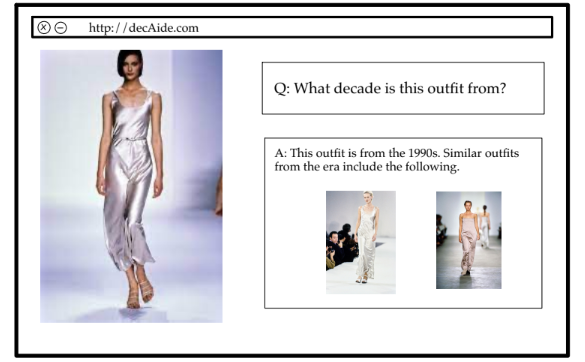 http://decAide.com
Q: What decade is this outfit from?
A: This outfit is from the 1990s. Similar outfits
from the era include the following.